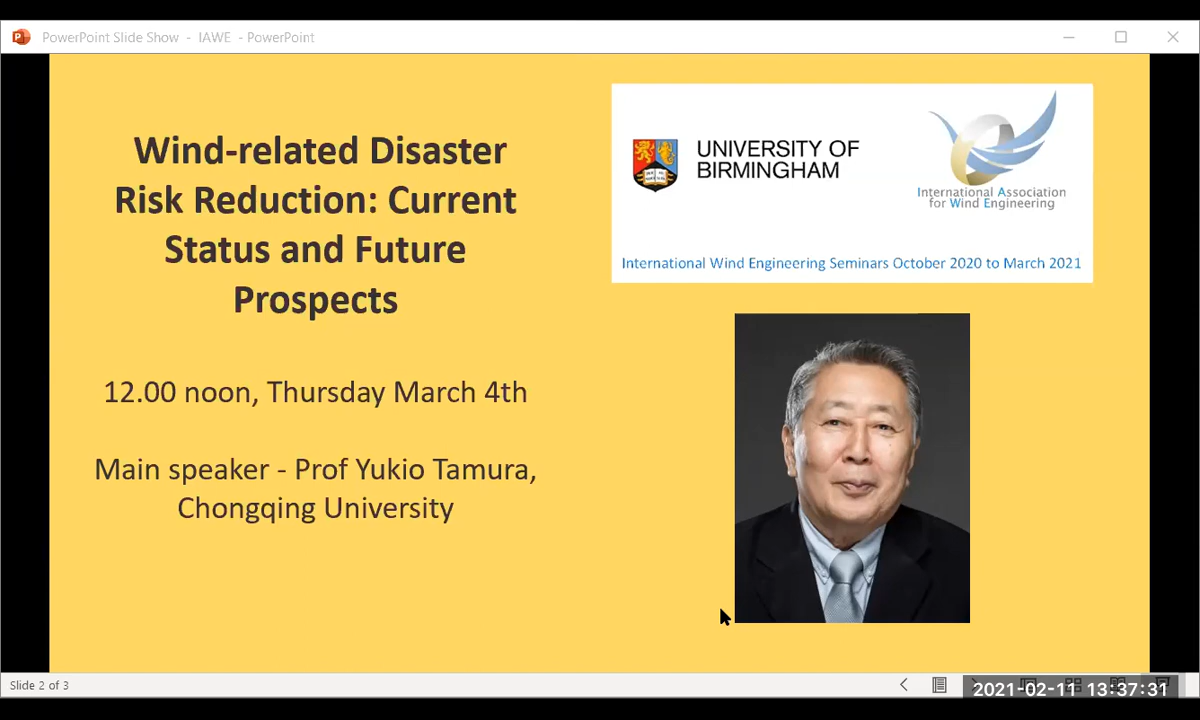 PowerPoint Slide Show - IAWE - PowerPoint
Wind-related Disaster
Risk Reduction: Current
Status and Future
Prospects
12.00 noon, Thursday March 4th
Main speaker - Prof Yukio Tamura,
Chongqing University
UNIVERSITY OF
BIRMINGHAM
International Association
for Wind Engineering
International Wind Engineering Seminars October 2020 to March 2021
Slide 2 of 3
2021-02-11 13:37:31